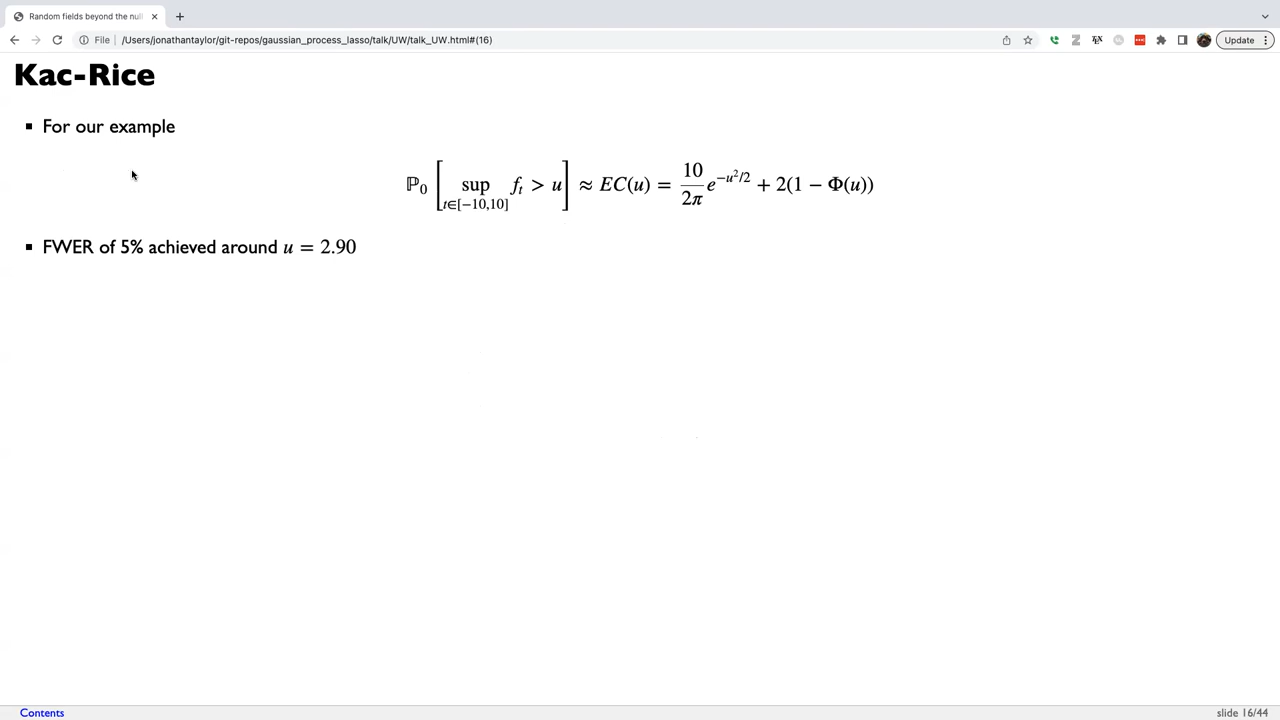 Random fields beyond the nul
File /Users/jonathantaylor/git-repos/gaussian_process_lasso/talk/UW/talk_UW.html#(16)
Update
Kac-Rice
▪ For our example
ℙ₀ [ sup_{t∈[−10,10]} f_t > u ] ≈ EC(u) = \frac{10}{2π} e^{−u²/2} + 2(1 − Φ(u))
▪ FWER of 5% achieved around u = 2.90
Contents
slide 16/44